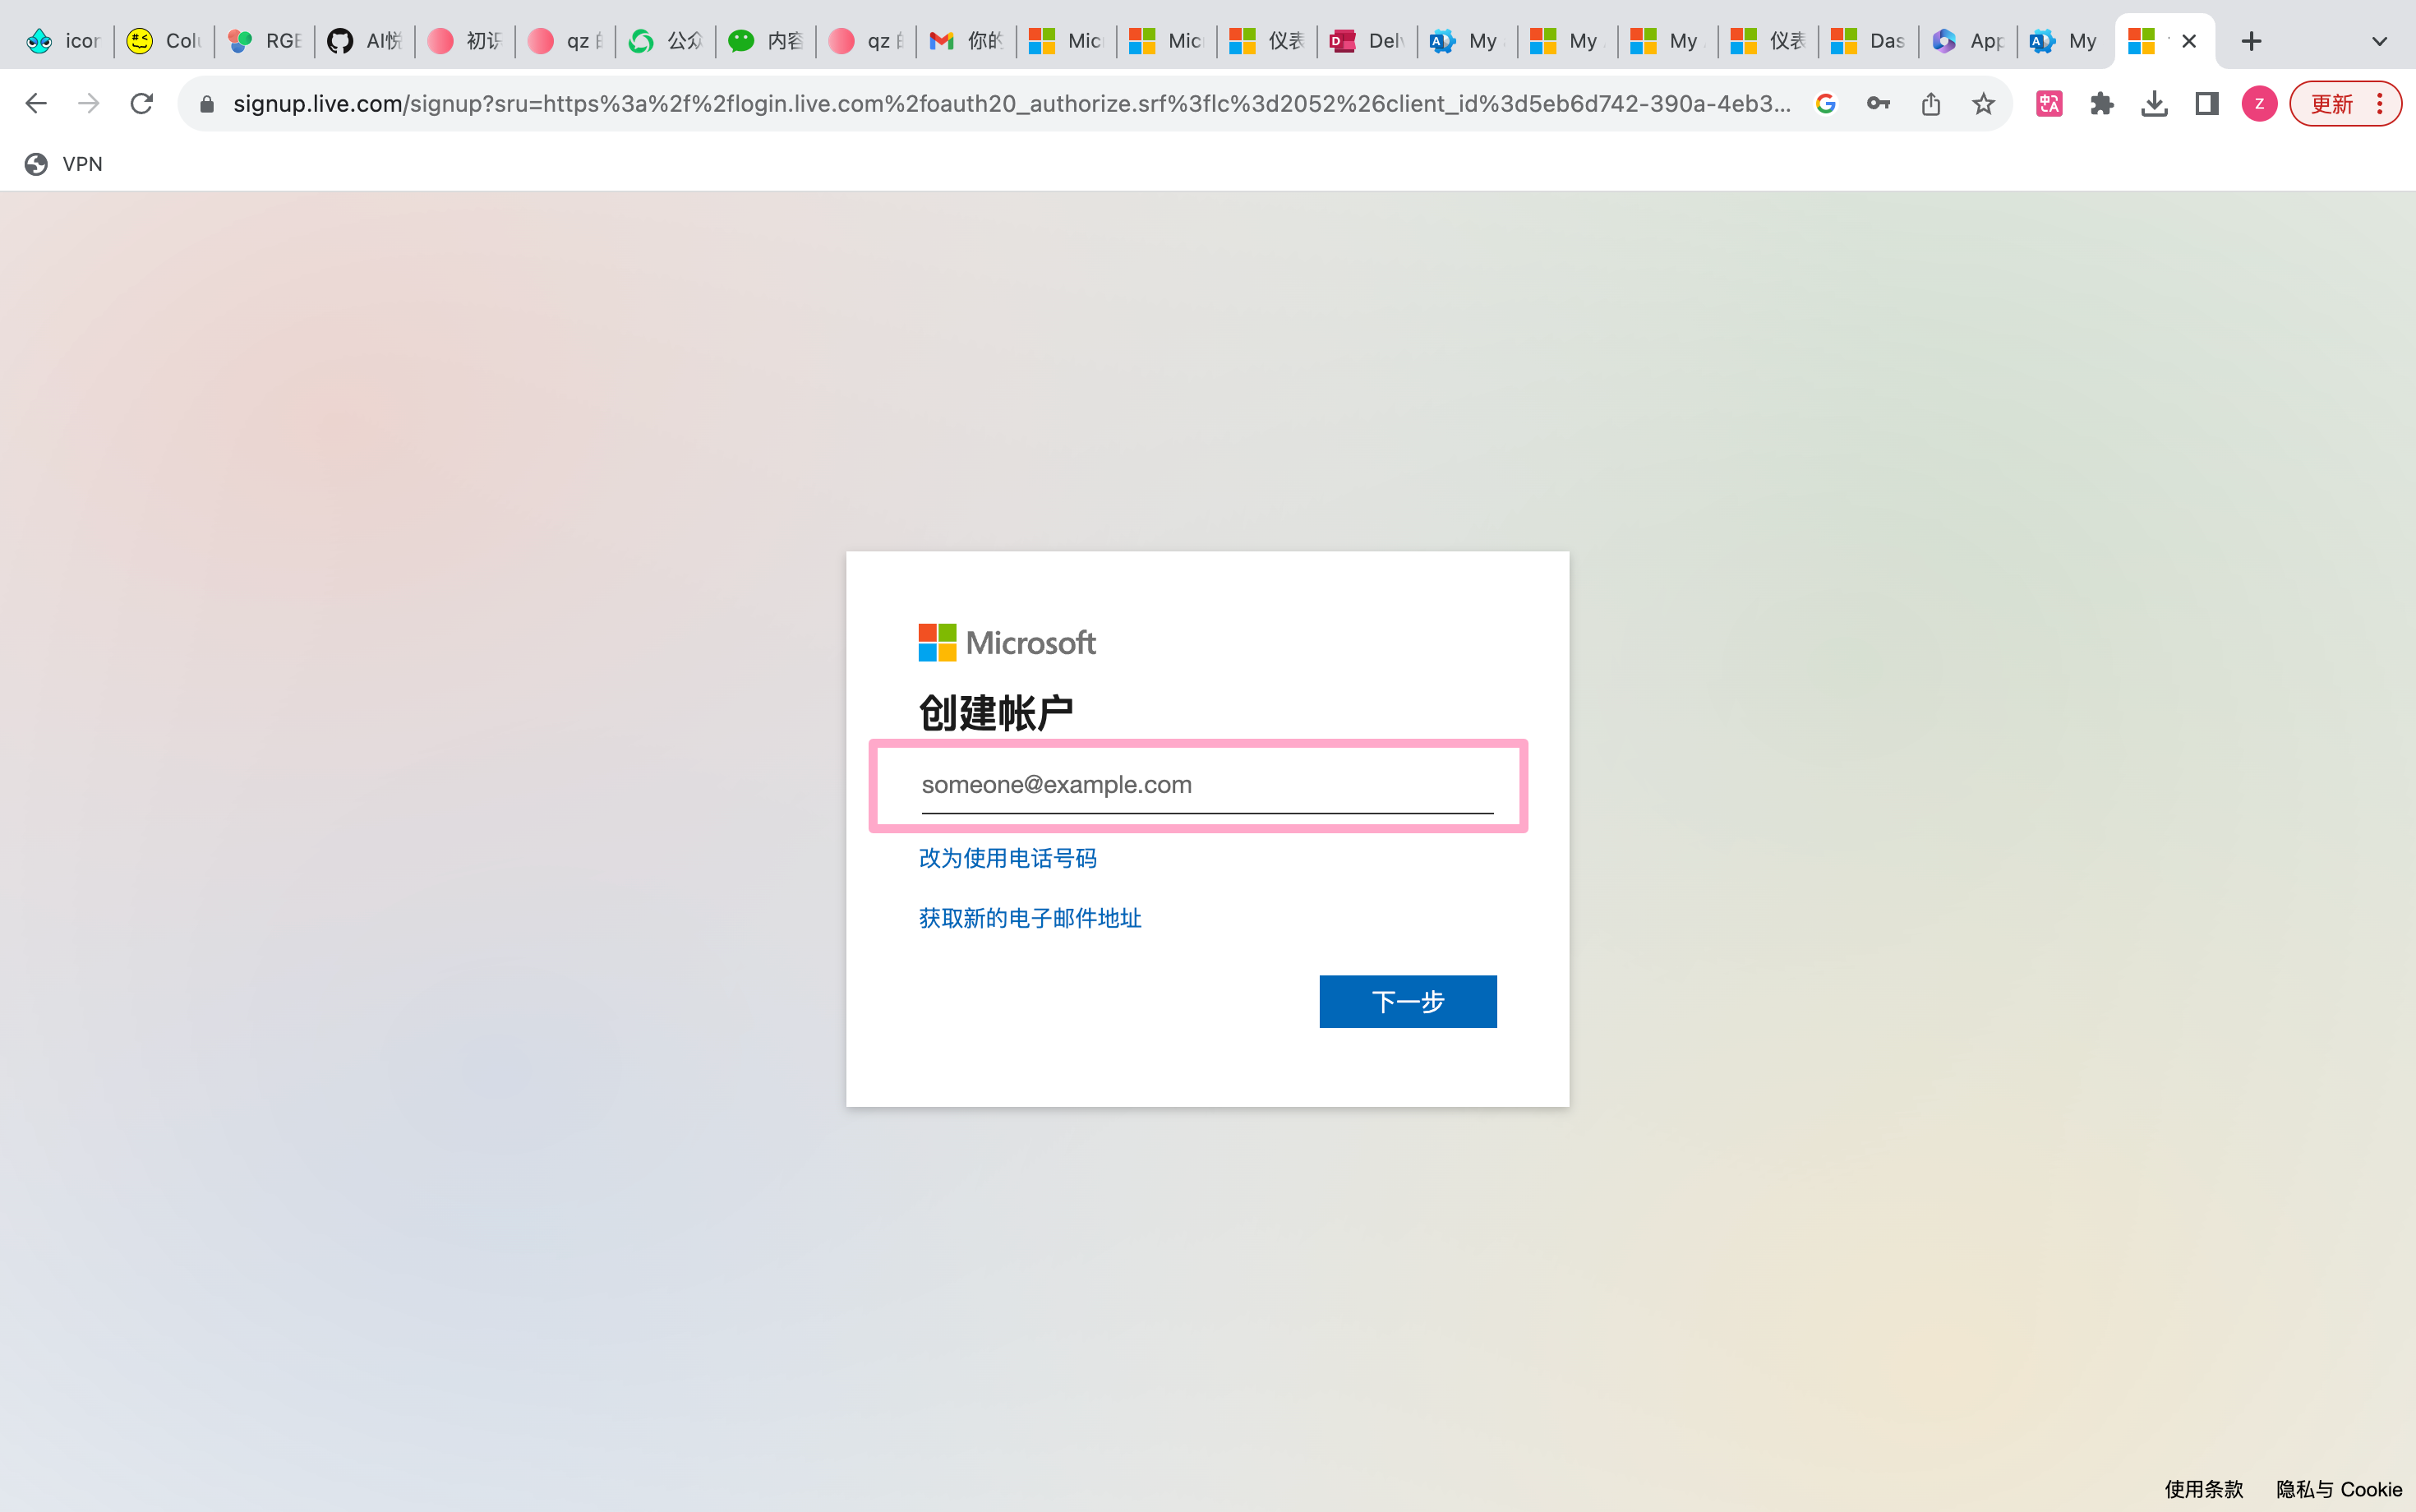 icor Colu RGE AI悦 初识 qz 公众 内容 qz 你的 Mic Mic 仪表 Delv My My My 仪表 Das App My
signup.live.com/signup?sru=https%3a%2f%2flogin.live.com%2foauth20_authorize.srf%3flc%3d2052%26client_id%3d5eb6d742-390a-4eb3... Z 更新
VPN
Microsoft
创建帐户
someone@example.com
改为使用电话号码
获取新的电子邮件地址
下一步
使用条款 隐私与 Cookie